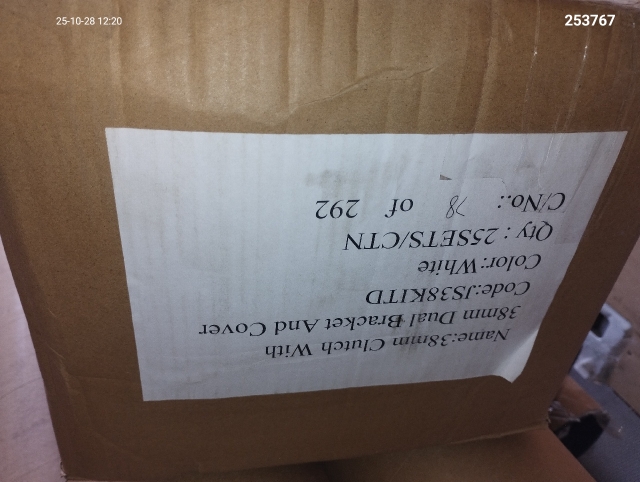 25-10-28 12:20
253767
Name:38mm Clutch With
38mm Dual Bracket And Cover
Code:JS38KITD
Color:White
Qty : 25SETS/CTN
C/No.: of 292